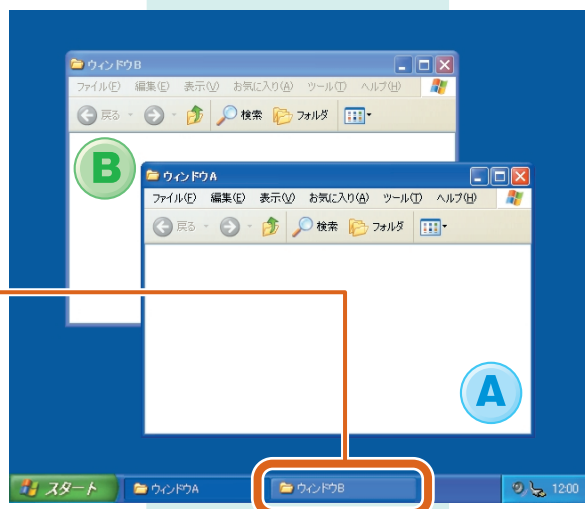 ウィンドウB
ファイル(F) 編集(E) 表示(V) お気に入り(A) ツール(T) ヘルプ(H)
戻る 検索 フォルダ
B
ウィンドウA
ファイル(F) 編集(E) 表示(V) お気に入り(A) ツール(T) ヘルプ(H)
戻る 検索 フォルダ
A
スタート ウィンドウA ウィンドウB 12:00